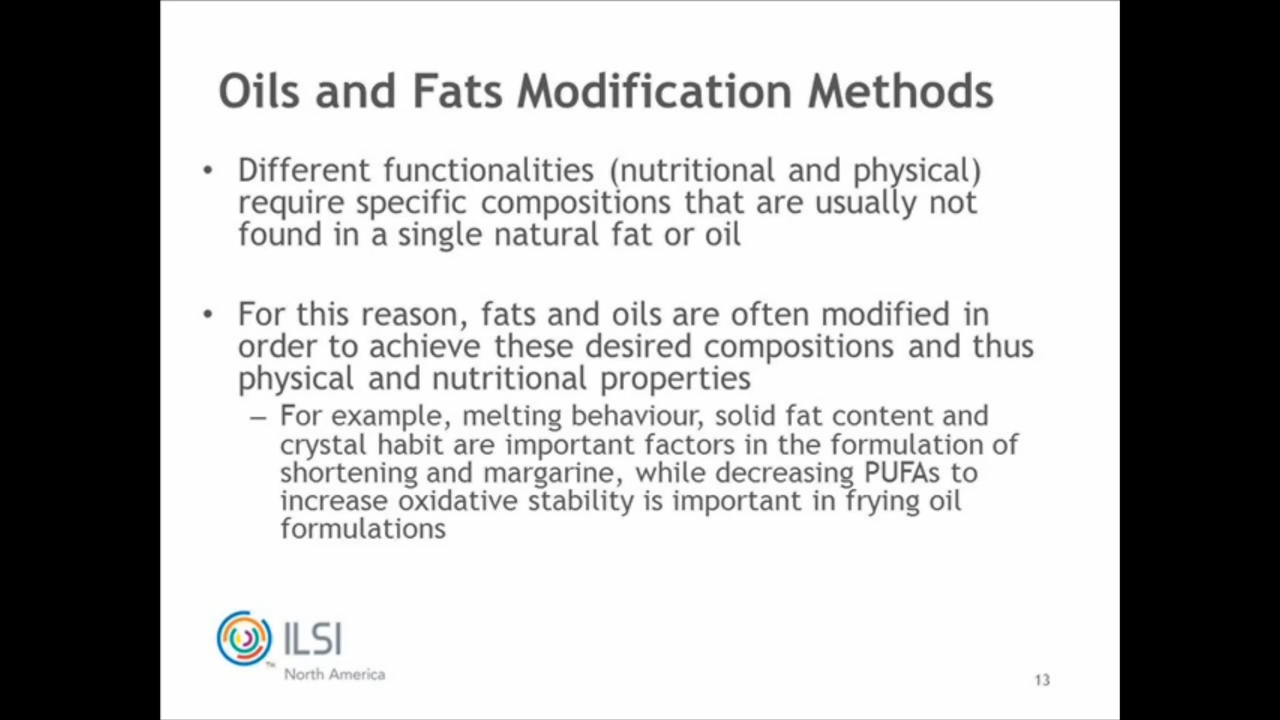 Oils and Fats Modification Methods
• Different functionalities (nutritional and physical)
require specific compositions that are usually not
found in a single natural fat or oil
• For this reason, fats and oils are often modified in
order to achieve these desired compositions and thus
physical and nutritional properties
– For example, melting behaviour, solid fat content and
crystal habit are important factors in the formulation of
shortening and margarine, while decreasing PUFAs to
increase oxidative stability is important in frying oil
formulations
ILSI
TM
North America
13